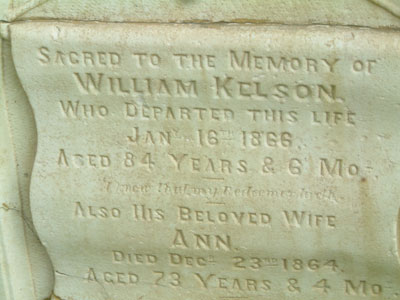 SACRED TO THE MEMORY OF
WILLIAM KELSON.
WHO DEPARTED THIS LIFE
JANY 16TH 1866.
AGED 84 YEARS & 6 MOS
I know that my Redeemer liveth.
ALSO HIS BELOVED WIFE
ANN.
DIED DECR 23RD 1864.
AGED 73 YEARS & 4 MO